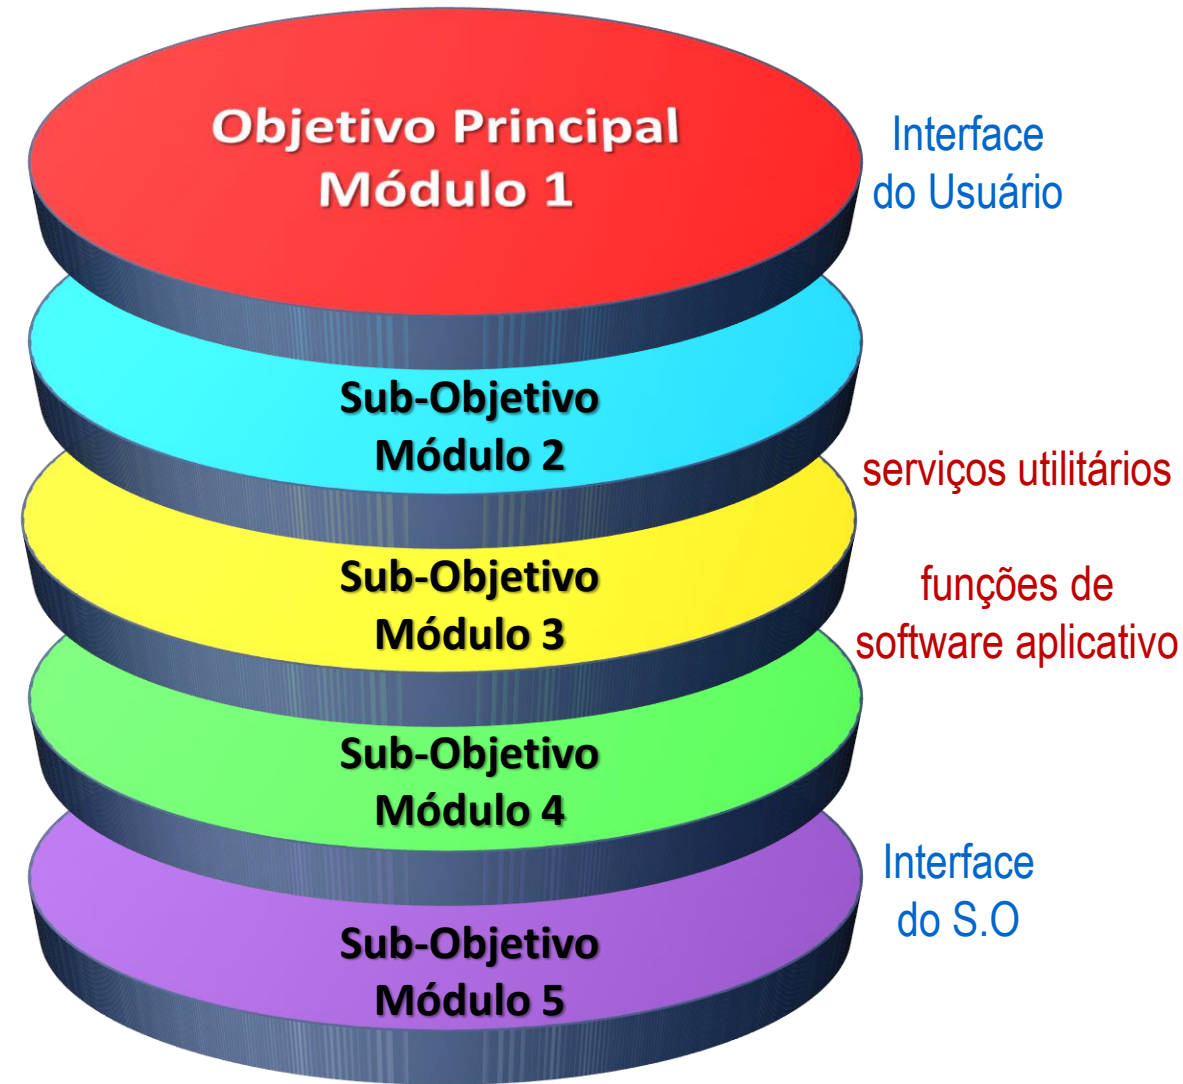 Objetivo Principal
Módulo 1
Interface
do Usuário
Sub-Objetivo
Módulo 2
serviços utilitários
Sub-Objetivo
Módulo 3
funções de
software aplicativo
Sub-Objetivo
Módulo 4
Interface
do S.O
Sub-Objetivo
Módulo 5